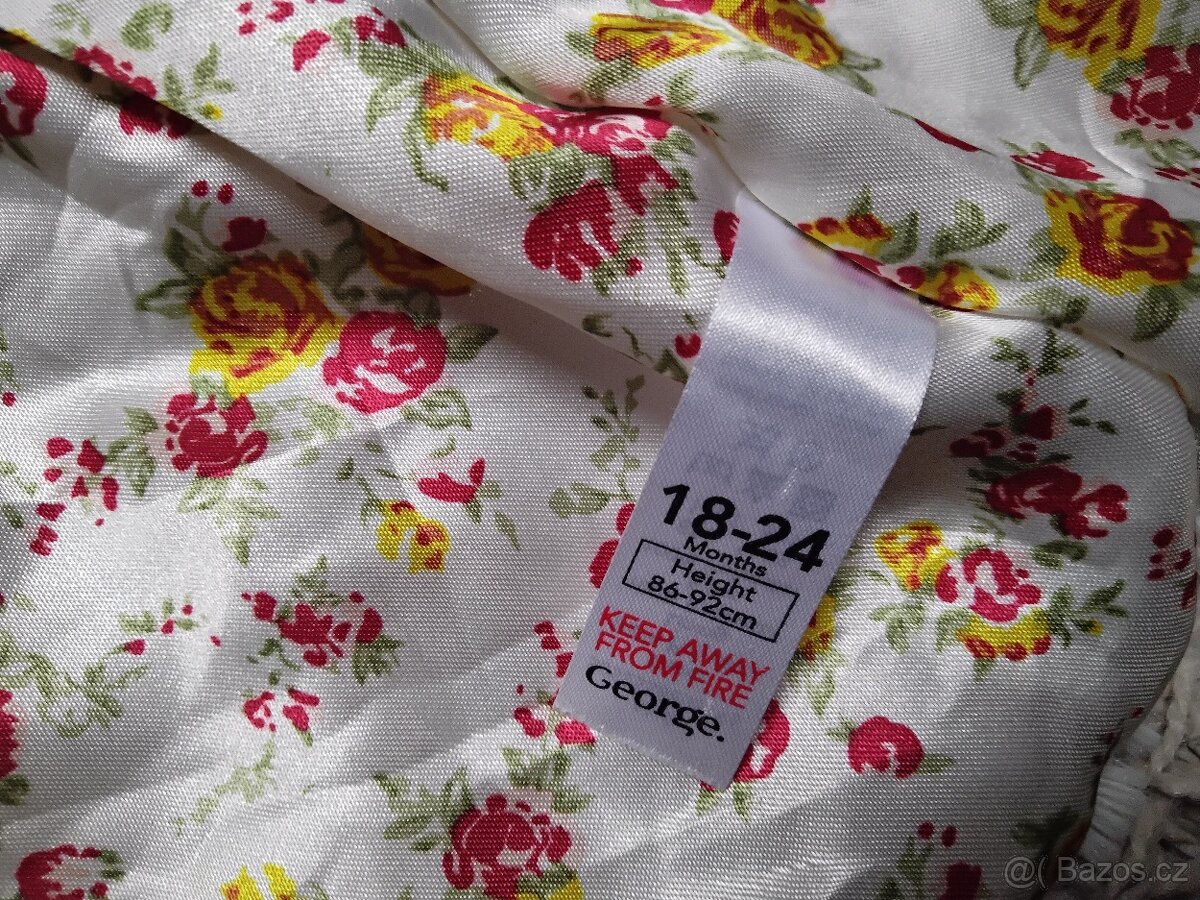 18-24
Months
Height
86-92cm
KEEP AWAY
FROM FIRE
George.
@( Bazos.cz